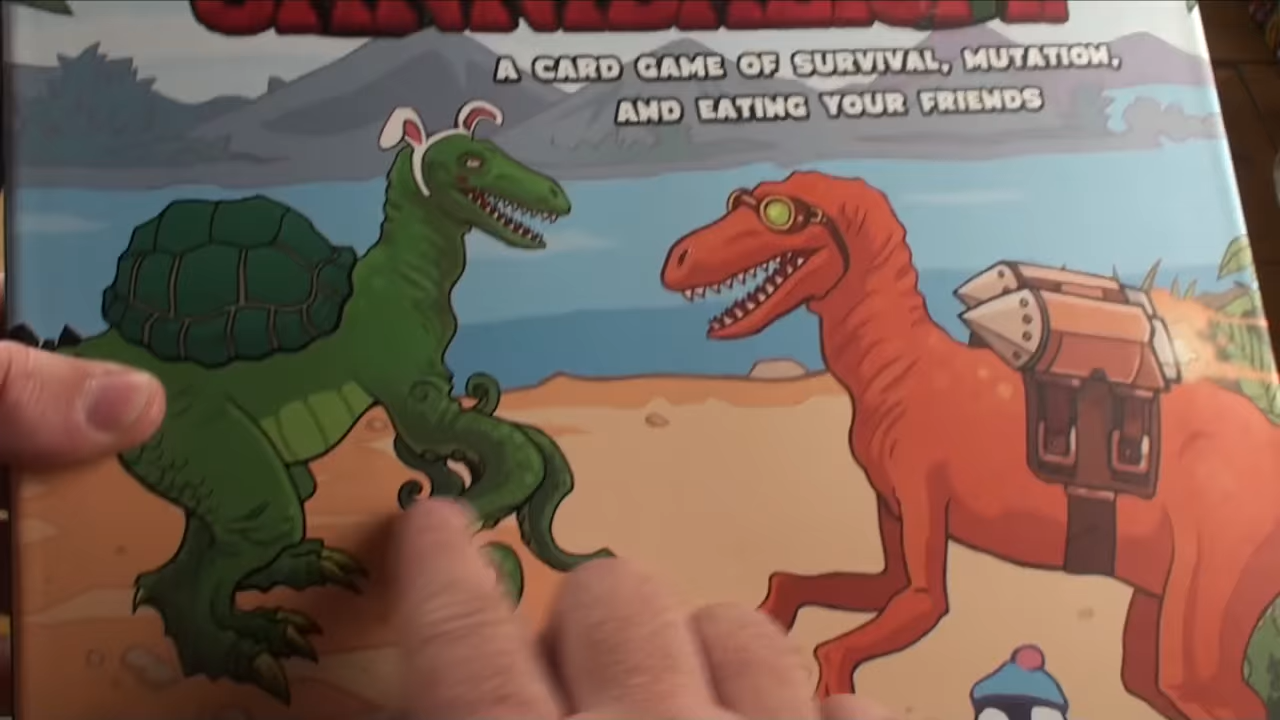 A CARD GAME OF SURVIVAL, MUTATION,
AND EATING YOUR FRIENDS